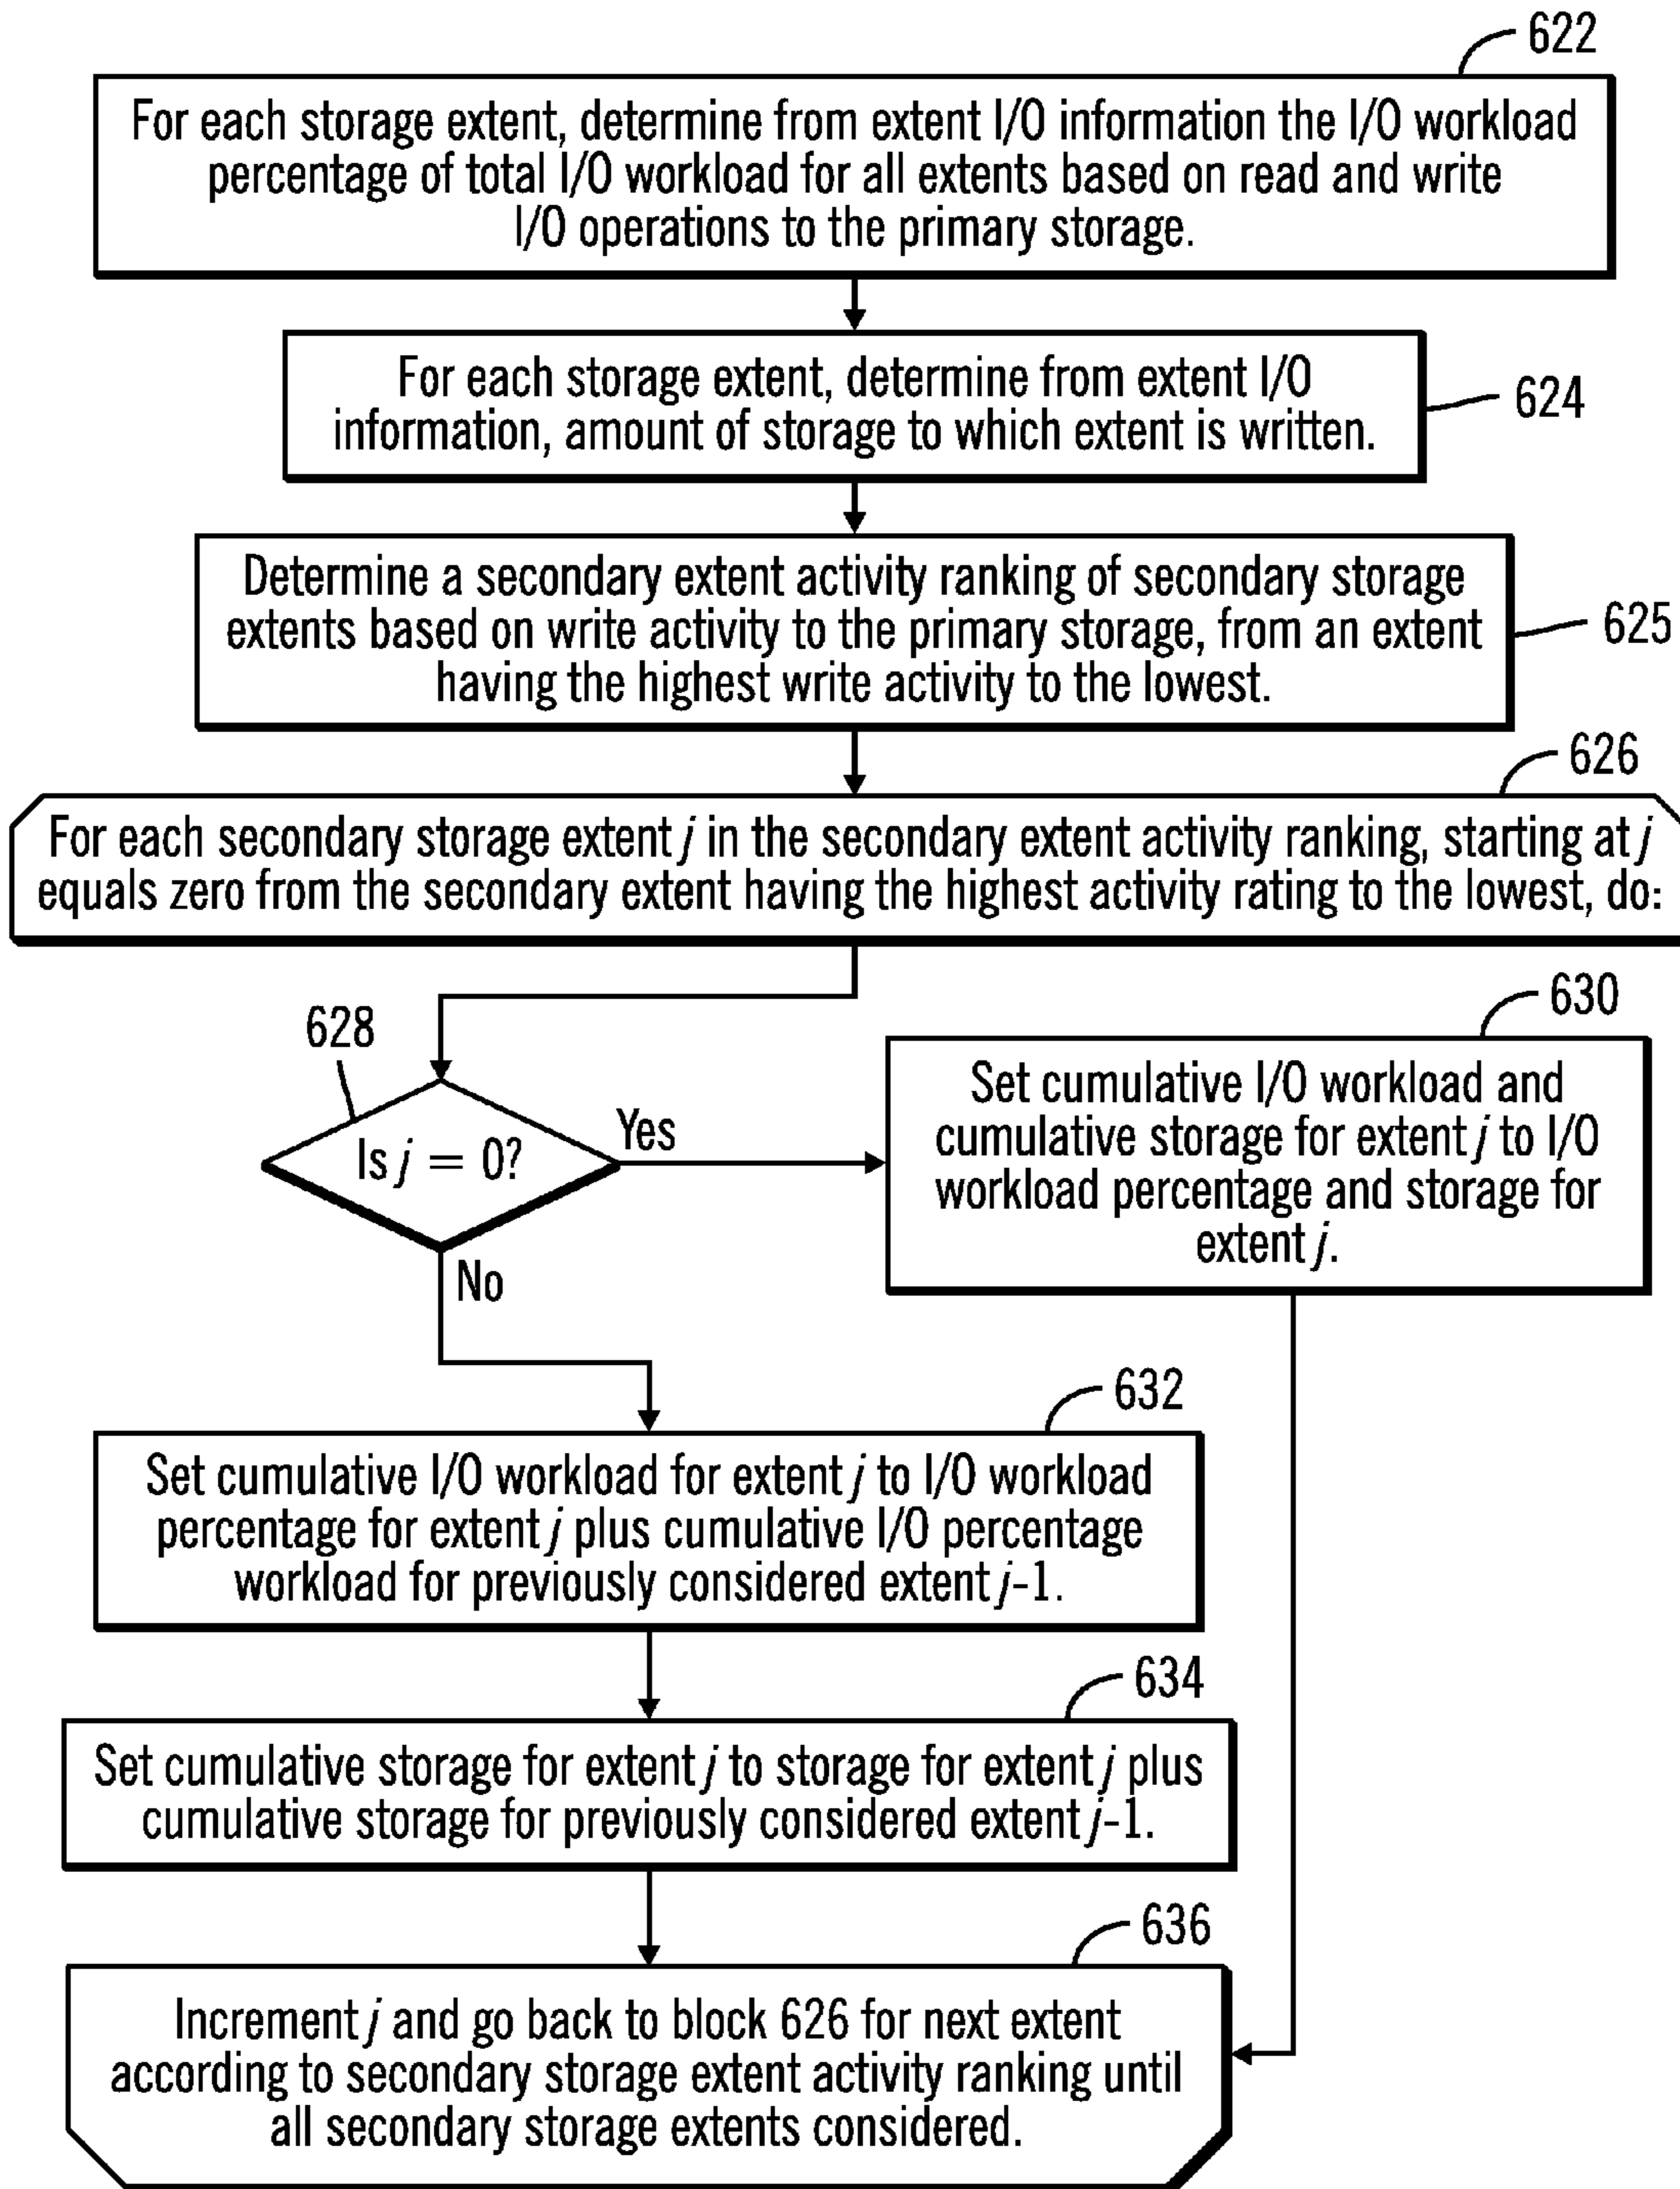 622
For each storage extent, determine from extent I/O information the I/O workload
percentage of total I/O workload for all extents based on read and write
I/O operations to the primary storage.
For each storage extent, determine from extent I/O
information, amount of storage to which extent is written.
624
Determine a secondary extent activity ranking of secondary storage
extents based on write activity to the primary storage, from an extent
having the highest write activity to the lowest.
625
626
For each secondary storage extent j in the secondary extent activity ranking, starting at j
equals zero from the secondary extent having the highest activity rating to the lowest, do:
628
Is j = 0?
Yes
No
630
Set cumulative I/O workload and
cumulative storage for extent j to I/O
workload percentage and storage for
extent j.
632
Set cumulative I/O workload for extent j to I/O workload
percentage for extent j plus cumulative I/O percentage
workload for previously considered extent j-1.
634
Set cumulative storage for extent j to storage for extent j plus
cumulative storage for previously considered extent j-1.
636
Increment j and go back to block 626 for next extent
according to secondary storage extent activity ranking until
all secondary storage extents considered.